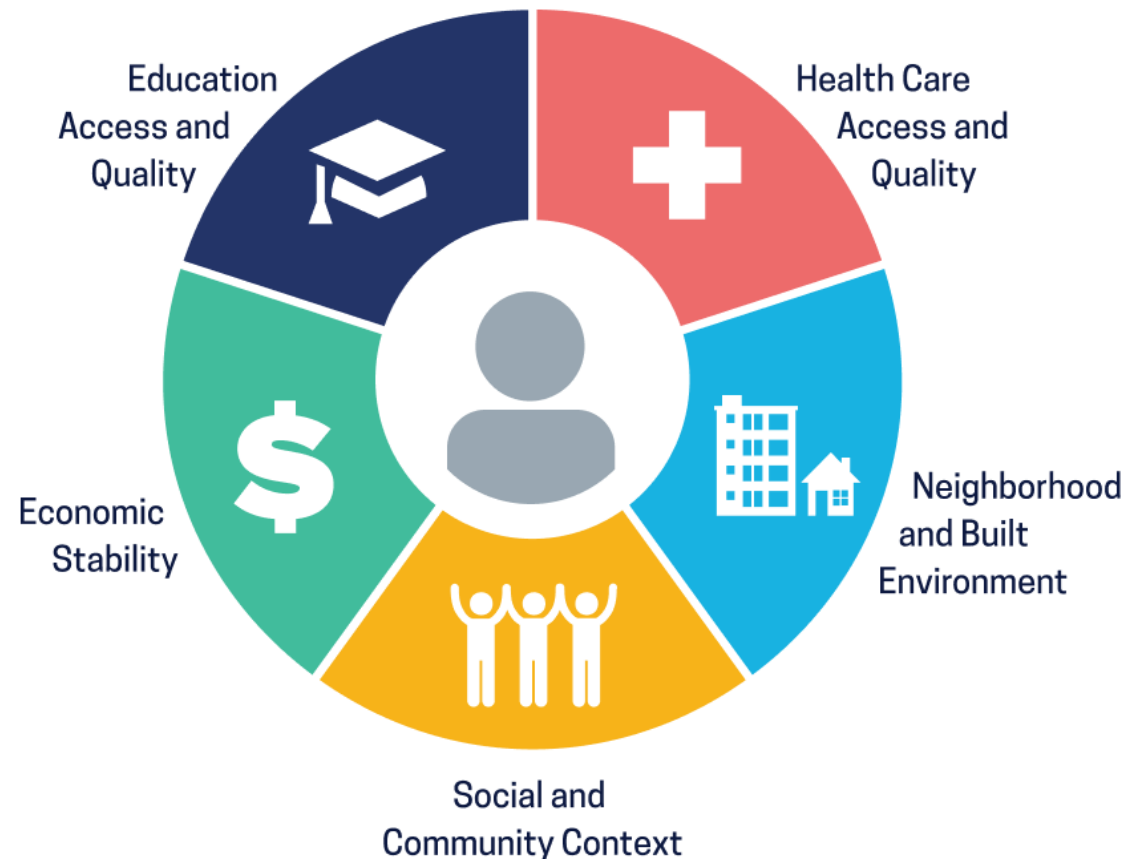 Education
Access and
Quality
Health Care
Access and
Quality
Economic
Stability
Neighborhood
and Built
Environment
Social and
Community Context